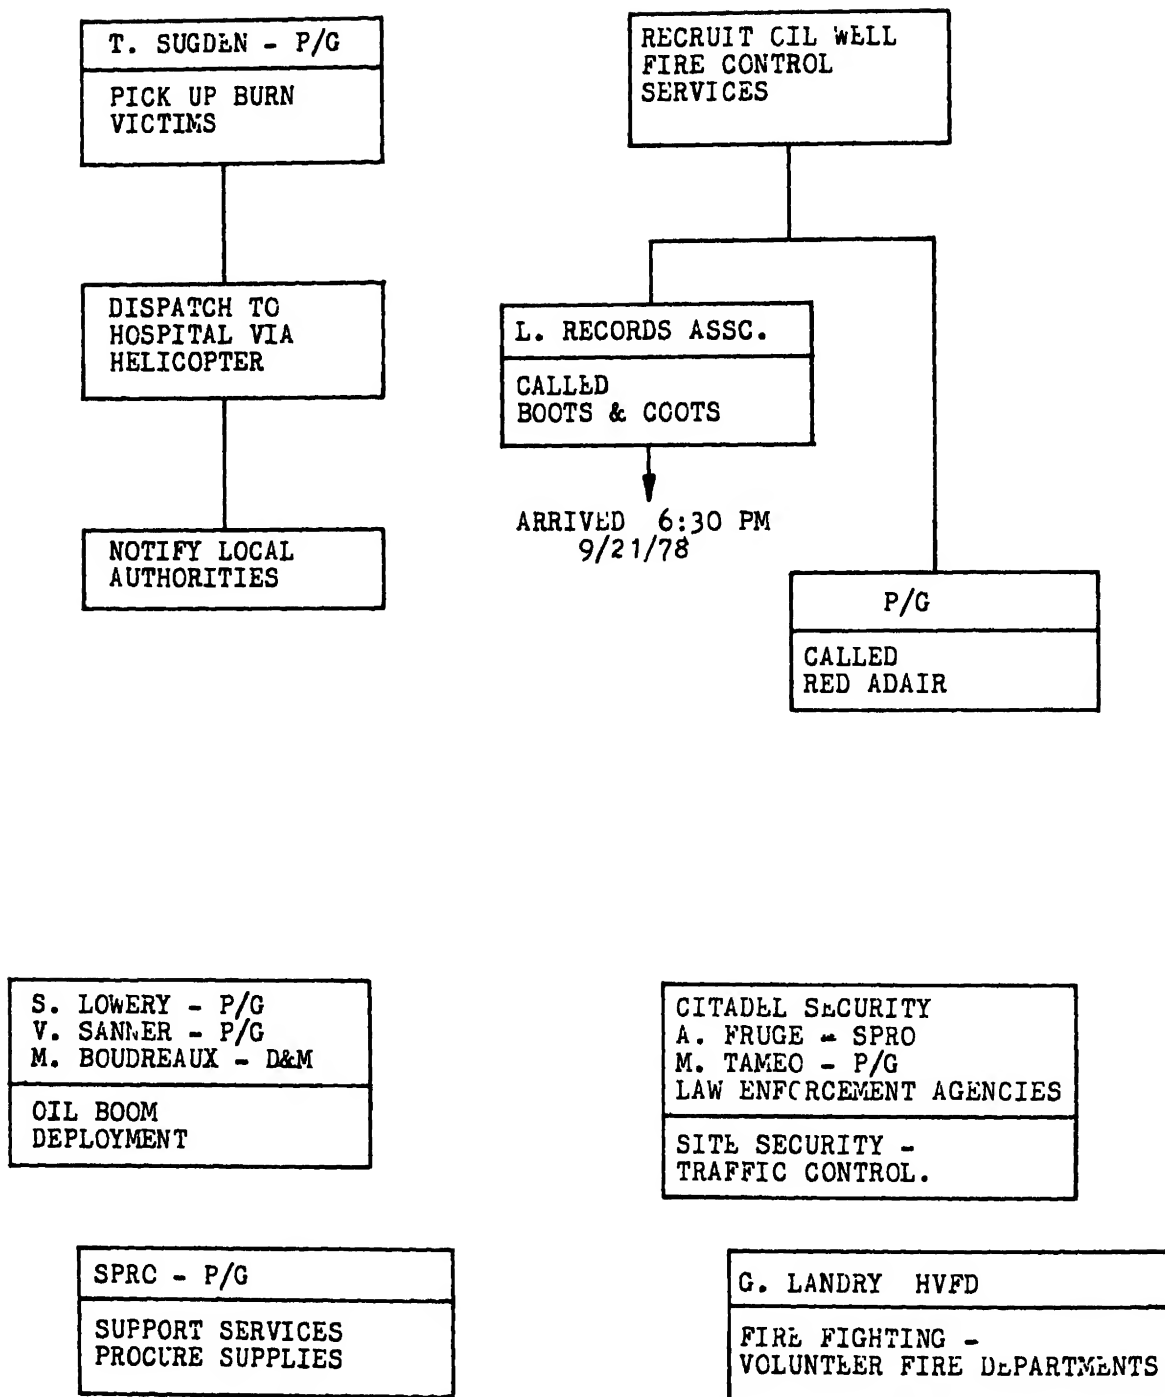 T. SUGDEN - P/G
PICK UP BURN
VICTIMS
DISPATCH TO
HOSPITAL VIA
HELICOPTER
NOTIFY LOCAL
AUTHORITIES
RECRUIT CIL WELL
FIRE CONTROL
SERVICES
L. RECORDS ASSC.
CALLED
BOOTS & COOTS
ARRIVED 6:30 PM
9/21/78
P/G
CALLED
RED ADAIR
S. LOWERY - P/G
V. SANNER - P/G
M. BOUDREAUX - D&M
OIL BOOM
DEPLOYMENT
CITADEL SECURITY
A. FRUGE - SPRO
M. TAMEO - P/G
LAW ENFORCEMENT AGENCIES
SITE SECURITY -
TRAFFIC CONTROL.
SPRC - P/G
SUPPORT SERVICES
PROCURE SUPPLIES
G. LANDRY HVFD
FIRE FIGHTING -
VOLUNTEER FIRE DEPARTMENTS